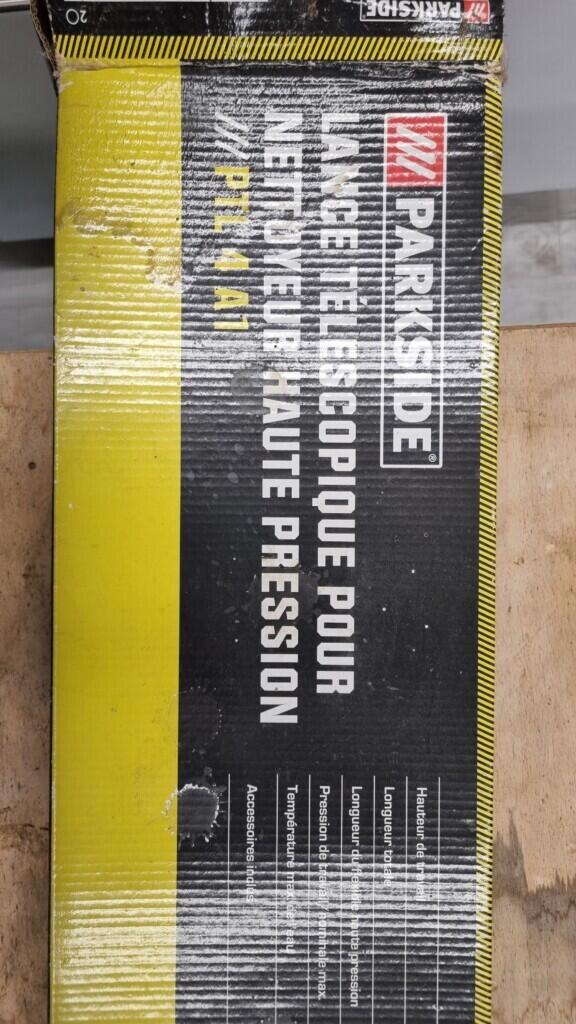 PARKSIDE
PARKSIDE®
LANCE TÉLESCOPIQUE POUR
NETTOYEUR HAUTE PRESSION
/// PTL 4 A1
Hauteur de travail
Longueur totale
Longueur du flexible haute pression
Pression de travail nominale max.
Température max. de l'eau
Accessoires inclus